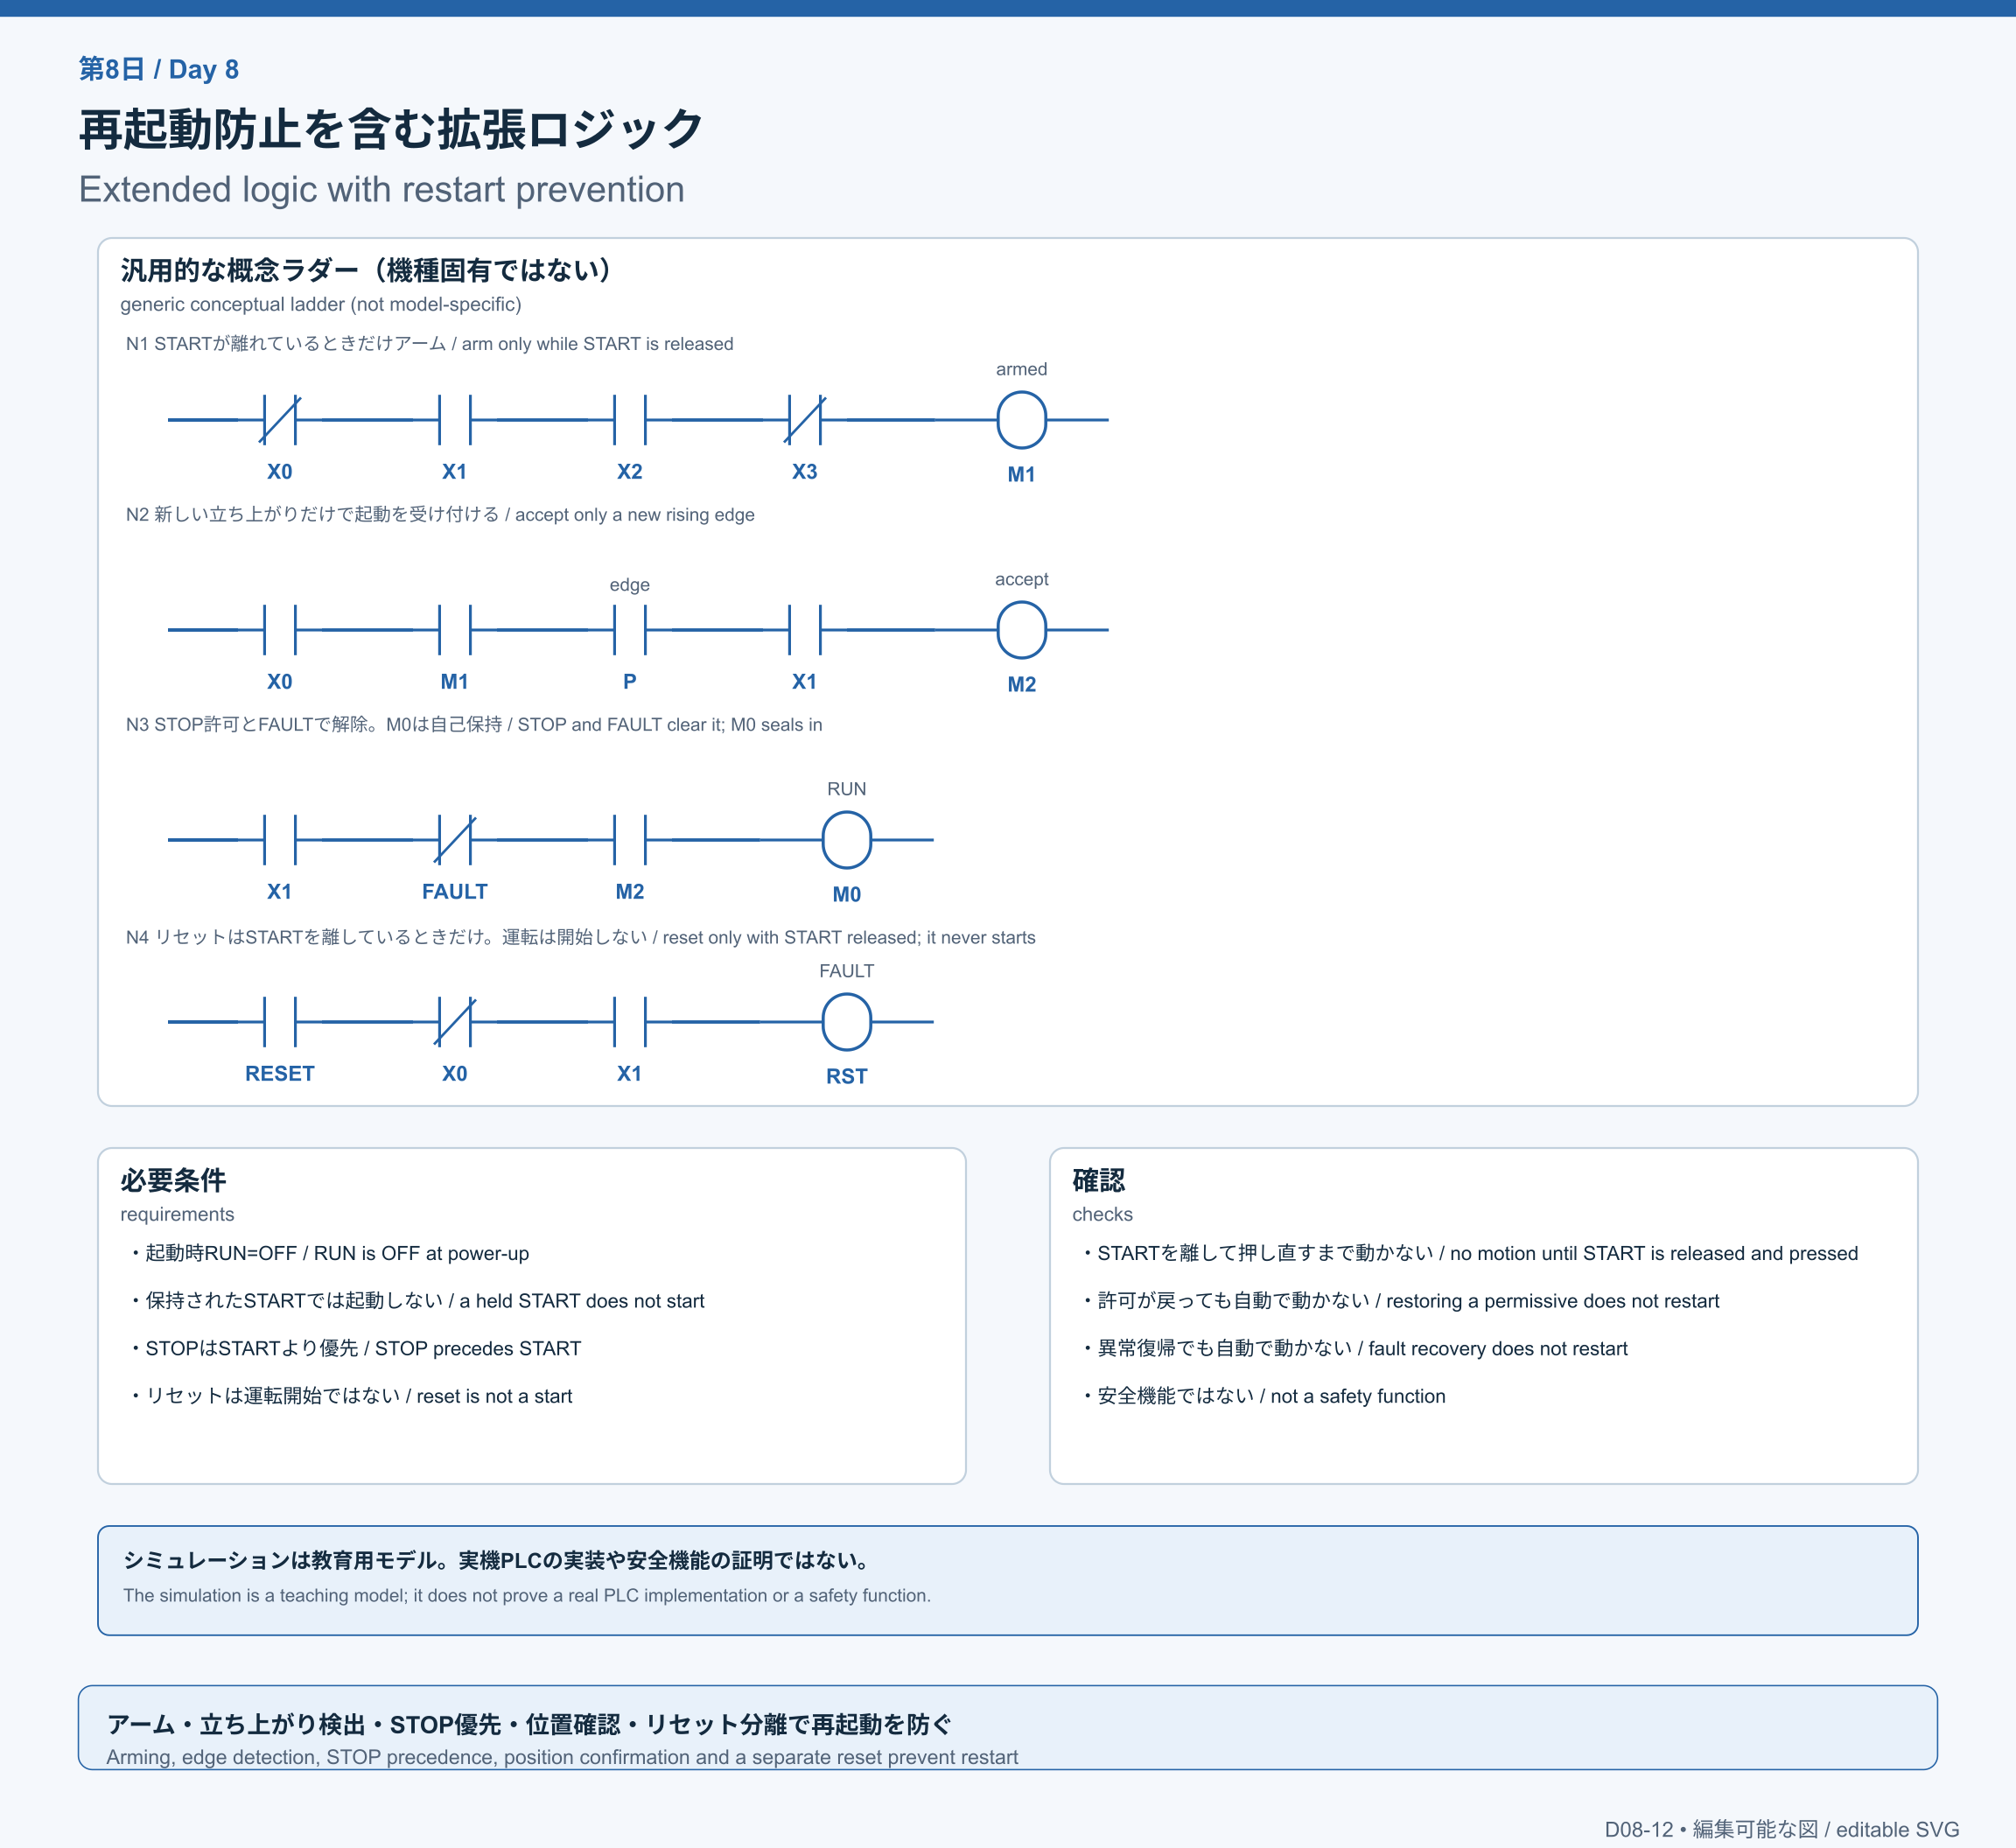 第8日 / Day 8
再起動防止を含む拡張ロジック
Extended logic with restart prevention
汎用的な概念ラダー（機種固有ではない）
generic conceptual ladder (not model-specific)
N1 STARTが離れているときだけアーム / arm only while START is released
armed
X0 X1 X2 X3 M1
N2 新しい立ち上がりだけで起動を受け付ける / accept only a new rising edge
edge accept
X0 M1 P X1 M2
N3 STOP許可とFAULTで解除。M0は自己保持 / STOP and FAULT clear it; M0 seals in
RUN
X1 FAULT M2 M0
N4 リセットはSTARTを離しているときだけ。運転は開始しない / reset only with START released; it never starts
FAULT
RESET X0 X1 RST
必要条件
requirements
・起動時RUN=OFF / RUN is OFF at power-up
・保持されたSTARTでは起動しない / a held START does not start
・STOPはSTARTより優先 / STOP precedes START
・リセットは運転開始ではない / reset is not a start
確認
checks
・STARTを離して押し直すまで動かない / no motion until START is released and pressed
・許可が戻っても自動で動かない / restoring a permissive does not restart
・異常復帰でも自動で動かない / fault recovery does not restart
・安全機能ではない / not a safety function
シミュレーションは教育用モデル。実機PLCの実装や安全機能の証明ではない。
The simulation is a teaching model; it does not prove a real PLC implementation or a safety function.
アーム・立ち上がり検出・STOP優先・位置確認・リセット分離で再起動を防ぐ
Arming, edge detection, STOP precedence, position confirmation and a separate reset prevent restart
D08-12 • 編集可能な図 / editable SVG